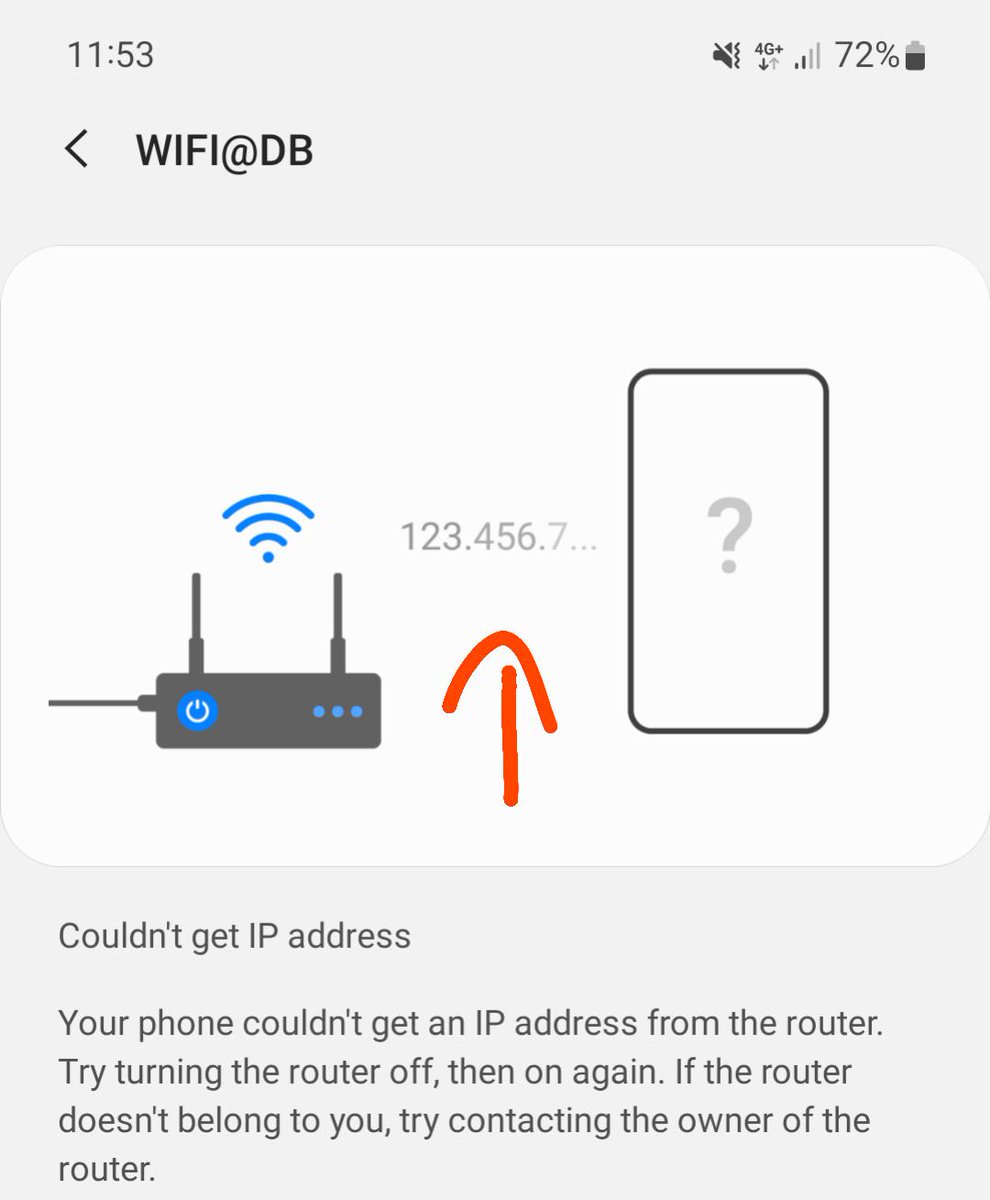 11:53 4G+ 72%
WIFI@DB
123.456.7...
?
Couldn't get IP address
Your phone couldn't get an IP address from the router.
Try turning the router off, then on again. If the router
doesn't belong to you, try contacting the owner of the
router.